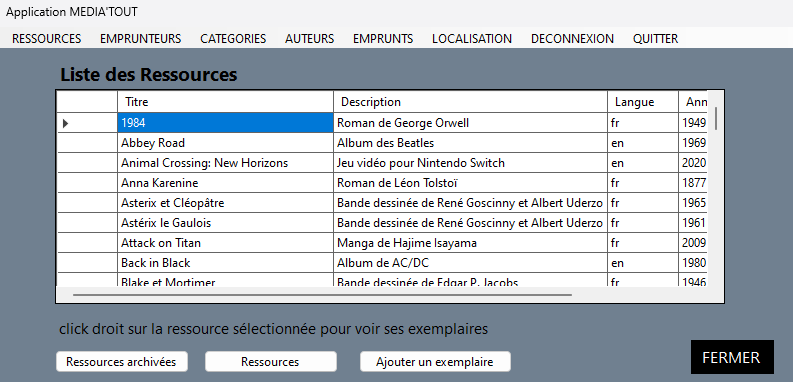 Application MEDIA'TOUT
RESSOURCES EMPRUNTEURS CATEGORIES AUTEURS EMPRUNTS LOCALISATION DECONNEXION QUITTER
Liste des Ressources
Titre Description Langue Ann
1984 Roman de George Orwell fr 1949
Abbey Road Album des Beatles en 1969
Animal Crossing: New Horizons Jeu vidéo pour Nintendo Switch en 2020
Anna Karenine Roman de Léon Tolstoï fr 1877
Asterix et Cléopâtre Bande dessinée de René Goscinny et Albert Uderzo fr 1965
Astérix le Gaulois Bande dessinée de René Goscinny et Albert Uderzo fr 1961
Attack on Titan Manga de Hajime Isayama fr 2009
Back in Black Album de AC/DC en 1980
Blake et Mortimer Bande dessinée de Edgar P. Jacobs fr 1946
click droit sur la ressource sélectionnée pour voir ses exemplaires
Ressources archivées Ressources Ajouter un exemplaire FERMER